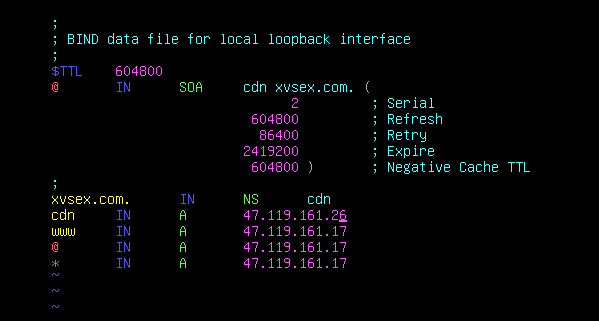 ;
; BIND data file for local loopback interface
;
$TTL 604800
@ IN SOA cdn xvsex.com. (
2 ; Serial
604800 ; Refresh
86400 ; Retry
2419200 ; Expire
604800 ) ; Negative Cache TTL
;
xvsex.com. IN NS cdn
cdn IN A 47.119.161.26
www IN A 47.119.161.17
@ IN A 47.119.161.17
* IN A 47.119.161.17
~
~
~